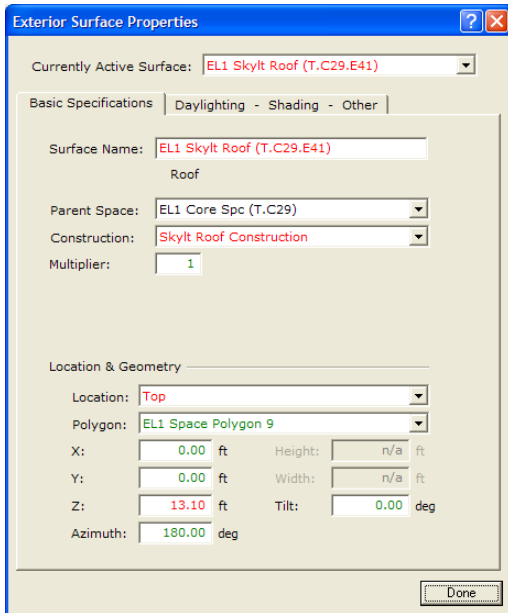 Exterior Surface Properties
Currently Active Surface: EL1 Skylt Roof (T.C29.E41)
Basic Specifications Daylighting - Shading - Other
Surface Name: EL1 Skylt Roof (T.C29.E41)
Roof
Parent Space: EL1 Core Spc (T.C29)
Construction: Skylt Roof Construction
Multiplier: 1
Location & Geometry
Location: Top
Polygon: EL1 Space Polygon 9
X: 0.00 ft Height: n/a ft
Y: 0.00 ft Width: n/a ft
Z: 13.10 ft Tilt: 0.00 deg
Azimuth: 180.00 deg
Done